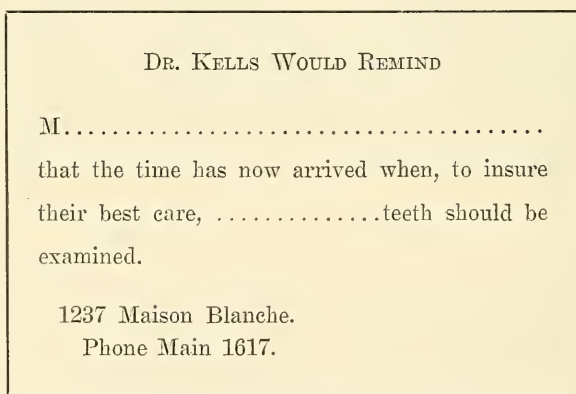 DR. KELLS WOULD REMIND
M........................................
that the time has now arrived when, to insure
their best care, ..............teeth should be
examined.
1237 Maison Blanche.
Phone Main 1617.